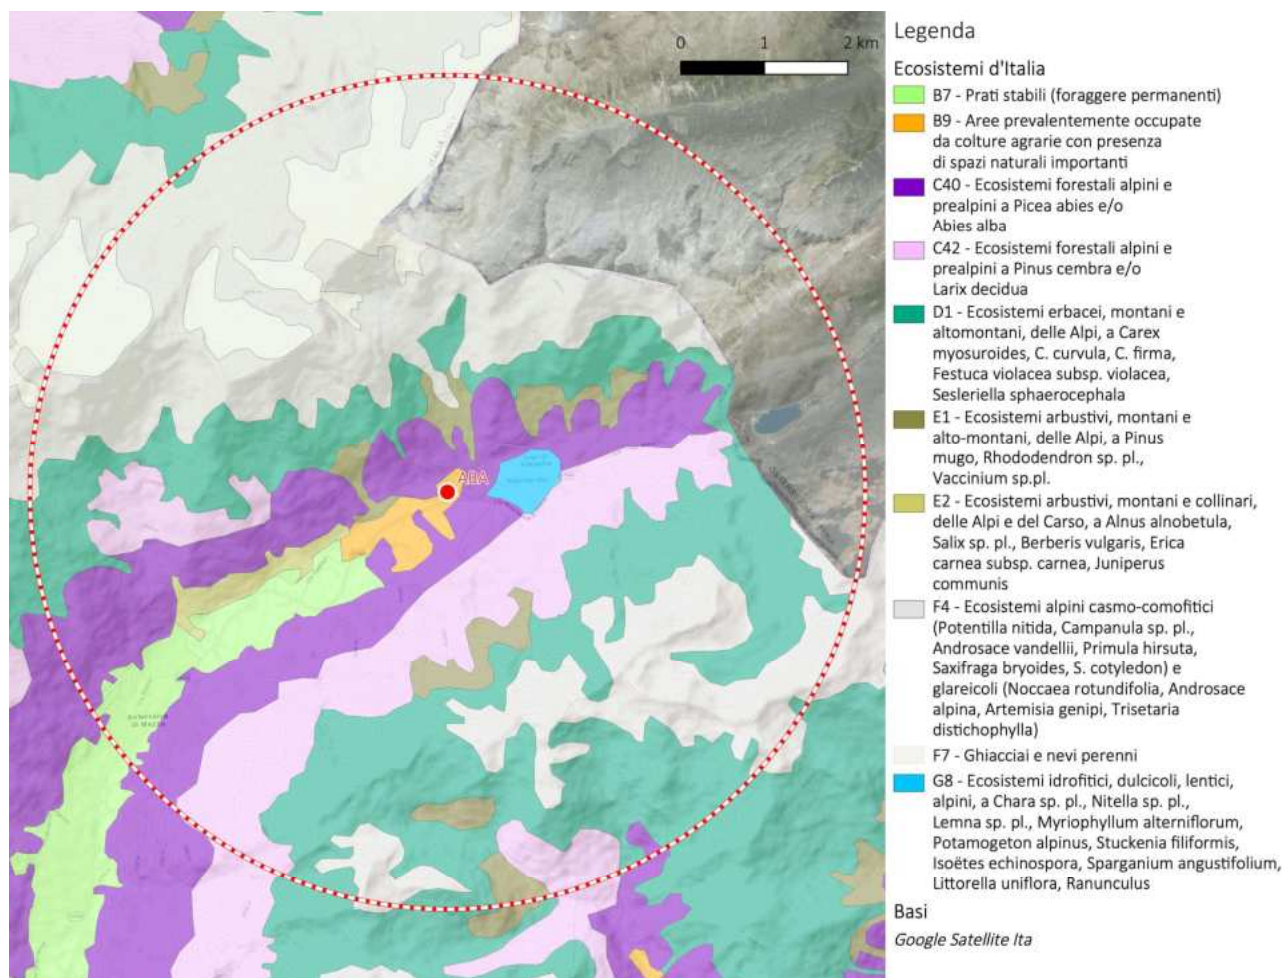 0 1 2 km
ITALIA
ABA
Legenda
Ecosistemi d'Italia
B7 - Prati stabili (foraggere permanenti)
B9 - Aree prevalentemente occupate
da colture agrarie con presenza
di spazi naturali importanti
C40 - Ecosistemi forestali alpini e
prealpini a Picea abies e/o
Abies alba
C42 - Ecosistemi forestali alpini e
prealpini a Pinus cembra e/o
Larix decidua
D1 - Ecosistemi erbacei, montani e
altomontani, delle Alpi, a Carex
myosuroides, C. curvula, C. firma,
Festuca violacea subsp. violacea,
Sesleriella sphaerocephala
E1 - Ecosistemi arbustivi, montani e
alto-montani, delle Alpi, a Pinus
mugo, Rhododendron sp. pl.,
Vaccinium sp.pl.
E2 - Ecosistemi arbustivi, montani e collinari,
delle Alpi e del Carso, a Alnus alnobetula,
Salix sp. pl., Berberis vulgaris, Erica
carnea subsp. carnea, Juniperus
communis
F4 - Ecosistemi alpini casmo-comofitici
(Potentilla nitida, Campanula sp. pl.,
Androsace vandellii, Primula hirsuta,
Saxifraga bryoides, S. cotyledon) e
glareicoli (Noccaea rotundifolia, Androsace
alpina, Artemisia genipi, Trisetaria
distichophylla)
F7 - Ghiacciai e nevi perenni
G8 - Ecosistemi idrofitici, dulcicoli, lentici,
alpini, a Chara sp. pl., Nitella sp. pl.,
Lemna sp. pl., Myriophyllum alterniflorum,
Potamogeton alpinus, Stuckenia filiformis,
Isoëtes echinospora, Sparganium angustifolium,
Littorella uniflora, Ranunculus
Basi
Google Satellite Ita